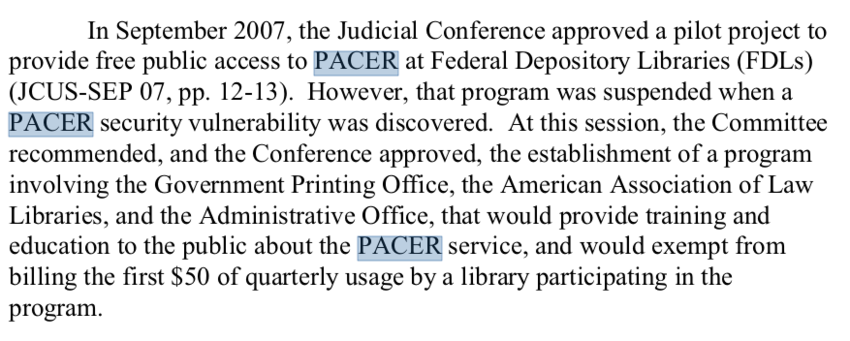 In September 2007, the Judicial Conference approved a pilot project to
provide free public access to PACER at Federal Depository Libraries (FDLs)
(JCUS-SEP 07, pp. 12-13).  However, that program was suspended when a
PACER security vulnerability was discovered.  At this session, the Committee
recommended, and the Conference approved, the establishment of a program
involving the Government Printing Office, the American Association of Law
Libraries, and the Administrative Office, that would provide training and
education to the public about the PACER service, and would exempt from
billing the first $50 of quarterly usage by a library participating in the
program.